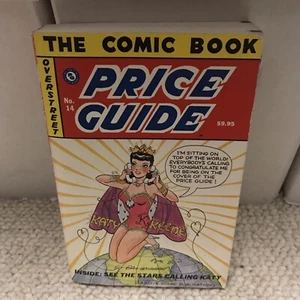 THE COMIC BOOK
OVERSTREET
PRICE
No.
14
GUIDE
$9.95
I'M SITTING ON
TOP OF THE WORLD!
EVERYBODY'S CALLING
TO CONGRATULATE ME
FOR BEING ON THE
COVER OF THE
PRICE GUIDE!
KATY KEENE
INSIDE: SEE THE STARS CALLING KATY